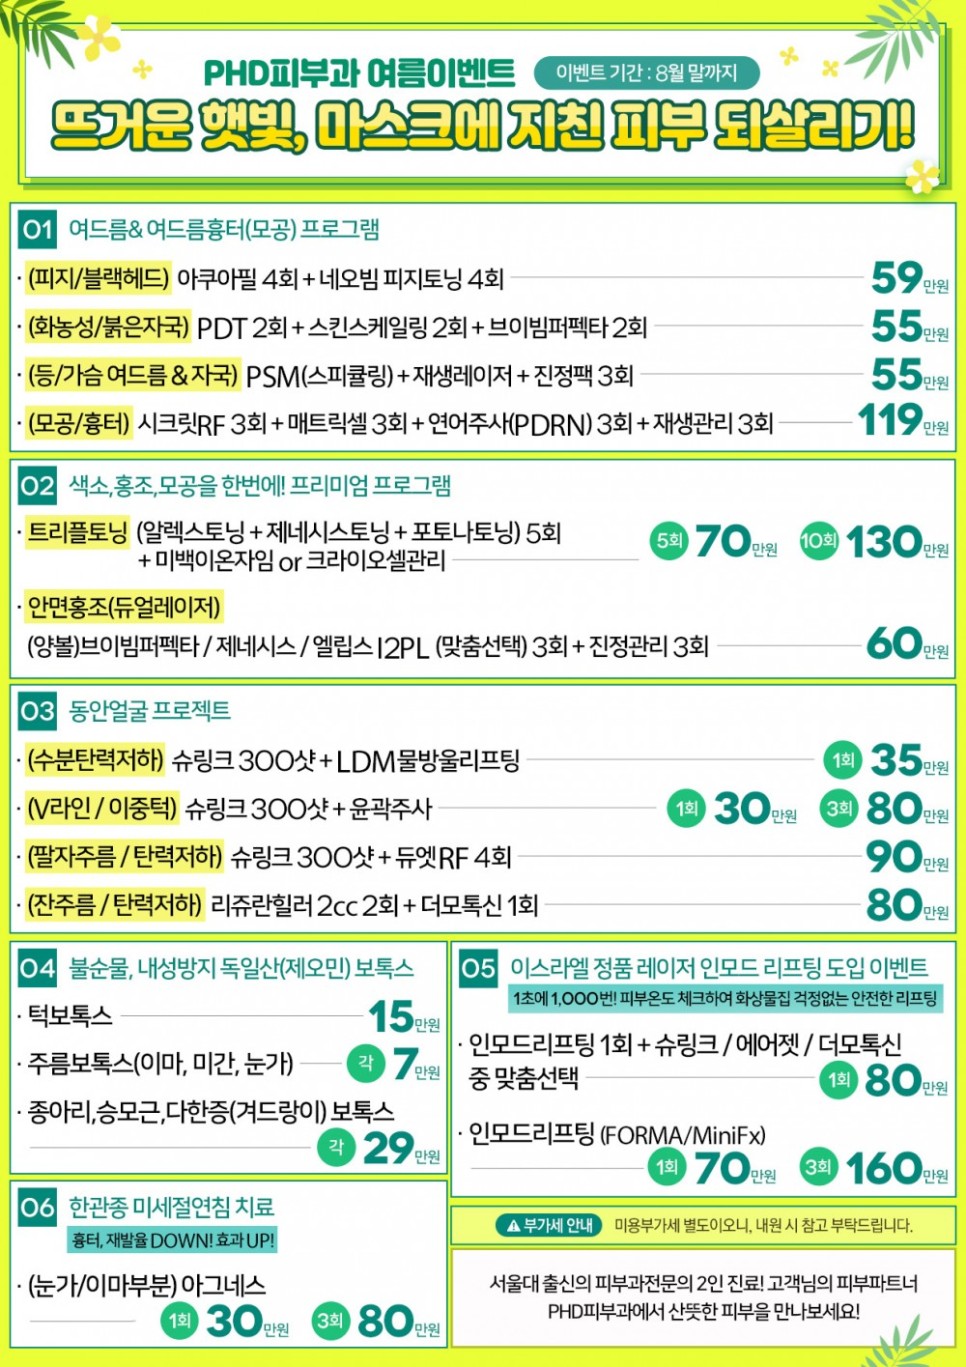 PHD피부과 여름이벤트 이벤트 기간 : 8월 말까지
뜨거운 햇빛, 마스크에 지친 피부 되살리기!
01 여드름& 여드름흉터(모공) 프로그램
· (피지/블랙헤드) 아쿠아필 4회 + 네오빔 피지토닝 4회 59만원
· (화농성/붉은자국) PDT 2회 + 스킨스케일링 2회 + 브이빔퍼펙타 2회 55만원
· (등/가슴 여드름 & 자국) PSM(스피큘링) + 재생레이저 + 진정팩 3회 55만원
· (모공/흉터) 시크릿RF 3회 + 매트릭셀 3회 + 연어주사(PDRN) 3회 + 재생관리 3회 119만원
02 색소,홍조,모공을 한번에! 프리미엄 프로그램
· 트리플토닝 (알렉스토닝 + 제네시스토닝 + 포토나토닝) 5회
+ 미백이온자임 or 크라이오셀관리 5회 70만원 10회 130만원
· 안면홍조(듀얼레이저)
(양볼)브이빔퍼펙타 / 제네시스 / 엘립스 I2PL (맞춤선택) 3회 + 진정관리 3회 60만원
03 동안얼굴 프로젝트
· (수분탄력저하) 슈링크 300샷 + LDM물방울리프팅 1회 35만원
· (V라인 / 이중턱) 슈링크 300샷 + 윤곽주사 1회 30만원 3회 80만원
· (팔자주름 / 탄력저하) 슈링크 300샷 + 듀엣RF 4회 90만원
· (잔주름 / 탄력저하) 리쥬란힐러 2cc 2회 + 더모톡신 1회 80만원
04 불순물, 내성방지 독일산(제오민) 보톡스
· 턱보톡스 15만원
· 주름보톡스(이마, 미간, 눈가) 각 7만원
· 종아리,승모근,다한증(겨드랑이) 보톡스
각 29만원
05 이스라엘 정품 레이저 인모드 리프팅 도입 이벤트
1초에 1,000번! 피부온도 체크하여 화상물집 걱정없는 안전한 리프팅
· 인모드리프팅 1회 + 슈링크 / 에어젯 / 더모톡신
중 맞춤선택 1회 80만원
· 인모드리프팅 (FORMA/MiniFx)
1회 70만원 3회 160만원
06 한관종 미세절연침 치료
흉터, 재발율 DOWN! 효과 UP!
· (눈가/이마부분) 아그네스
1회 30만원 3회 80만원
부가세 안내 미용부가세 별도이오니, 내원 시 참고 부탁드립니다.
서울대 출신의 피부과전문의 2인 진료! 고객님의 피부파트너
PHD피부과에서 산뜻한 피부를 만나보세요!